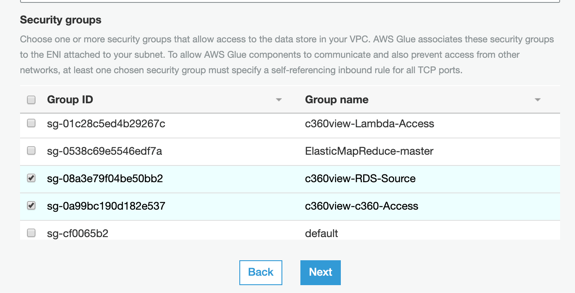 Security groups
Choose one or more security groups that allow access to the data store in your VPC. AWS Glue associates these security groups
to the ENI attached to your subnet. To allow AWS Glue components to communicate and also prevent access from other
networks, at least one chosen security group must specify a self-referencing inbound rule for all TCP ports.
Group ID Group name
sg-01c28c5ed4b29267c c360view-Lambda-Access
sg-0538c69e5546edf7a ElasticMapReduce-master
sg-08a3e79f04be50bb2 c360view-RDS-Source
sg-0a99bc190d182e537 c360view-c360-Access
sg-cf0065b2 default
Back Next